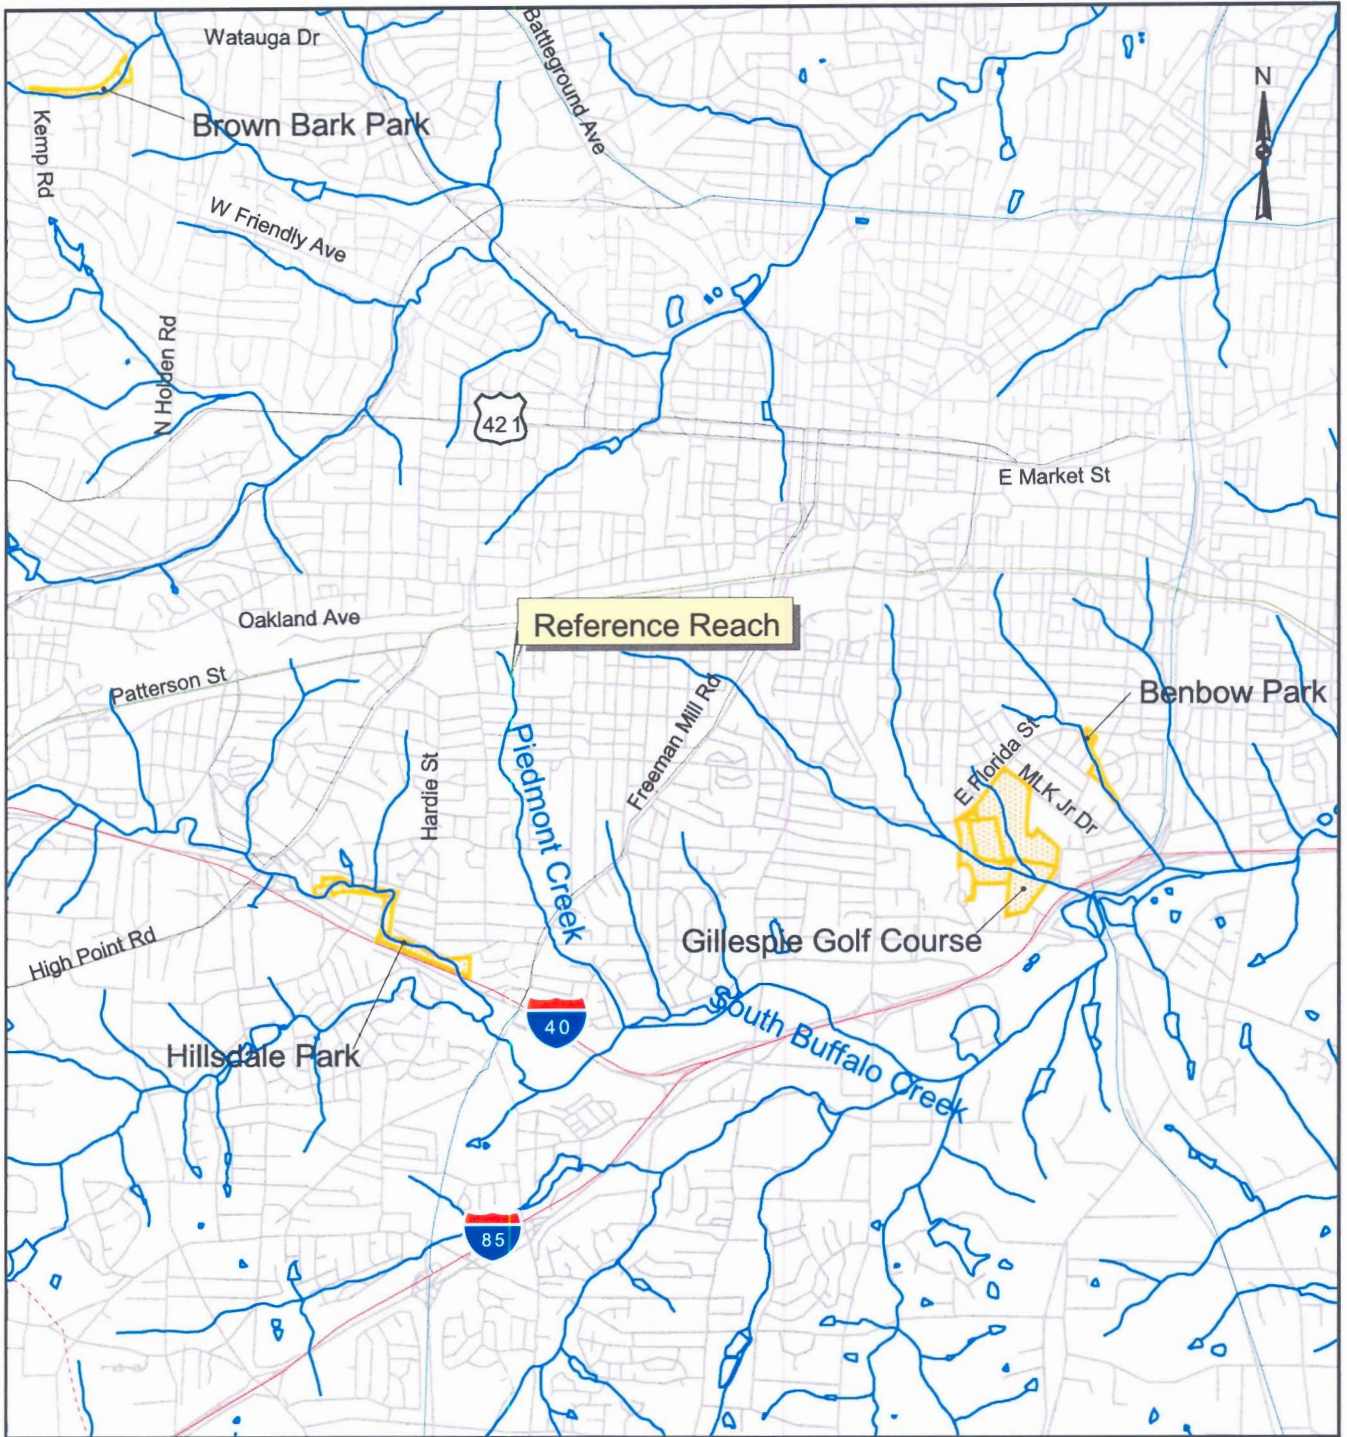 Watauga Dr
Battleground Ave
N
Brown Bark Park
Kemp Rd
W Friendly Ave
N Holden Rd
421
E Market St
Oakland Ave
Reference Reach
Patterson St
Benbow Park
Piedmont Creek
Freeman Mill Rd
Hardie St
E Florida St
MLK Jr Dr
High Point Rd
Gillespie Golf Course
Hillsdale Park
40
South Buffalo Creek
85